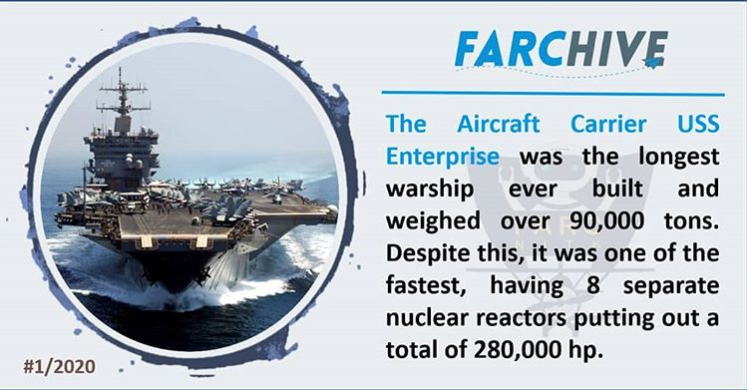 FARCHIVE
The Aircraft Carrier USS
Enterprise was the longest
warship ever built and
weighed over 90,000 tons.
Despite this, it was one of the
fastest, having 8 separate
nuclear reactors putting out a
total of 280,000 hp.
#1/2020